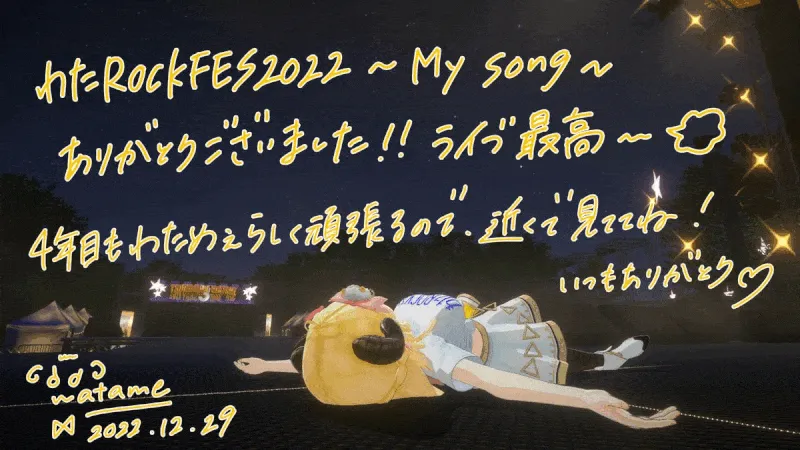 わたRockFES2022 ~ My song ~
ありがとうございました!! ライブ最高~
4年目もわためぇらしく頑張るので、近くで見ててね!
いつもありがとう♡
watame
2022.12.29